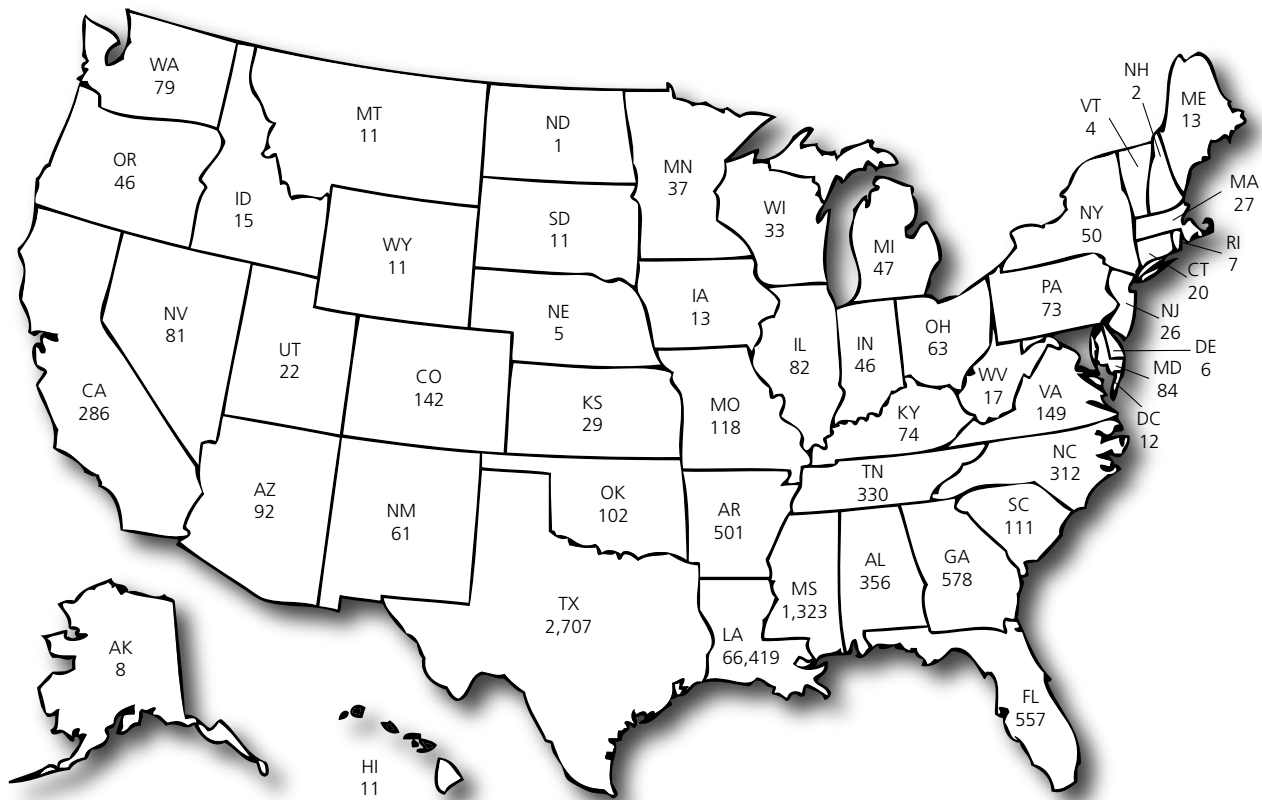 WA
79
MT
11
ND
1
MN
37
OR
46
ID
15
WY
11
SD
11
WI
33
MI
47
NH
2
VT
4
ME
13
MA
27
NY
50
RI
7
CT
20
NV
81
UT
22
NE
5
IA
13
IL
82
IN
46
OH
63
PA
73
NJ
26
DE
6
MD
84
DC
12
CA
286
CO
142
KS
29
MO
118
KY
74
WV
17
VA
149
AZ
92
NM
61
OK
102
AR
501
TN
330
NC
312
SC
111
TX
2,707
LA
66,419
MS
1,323
AL
356
GA
578
FL
557
AK
8
HI
11